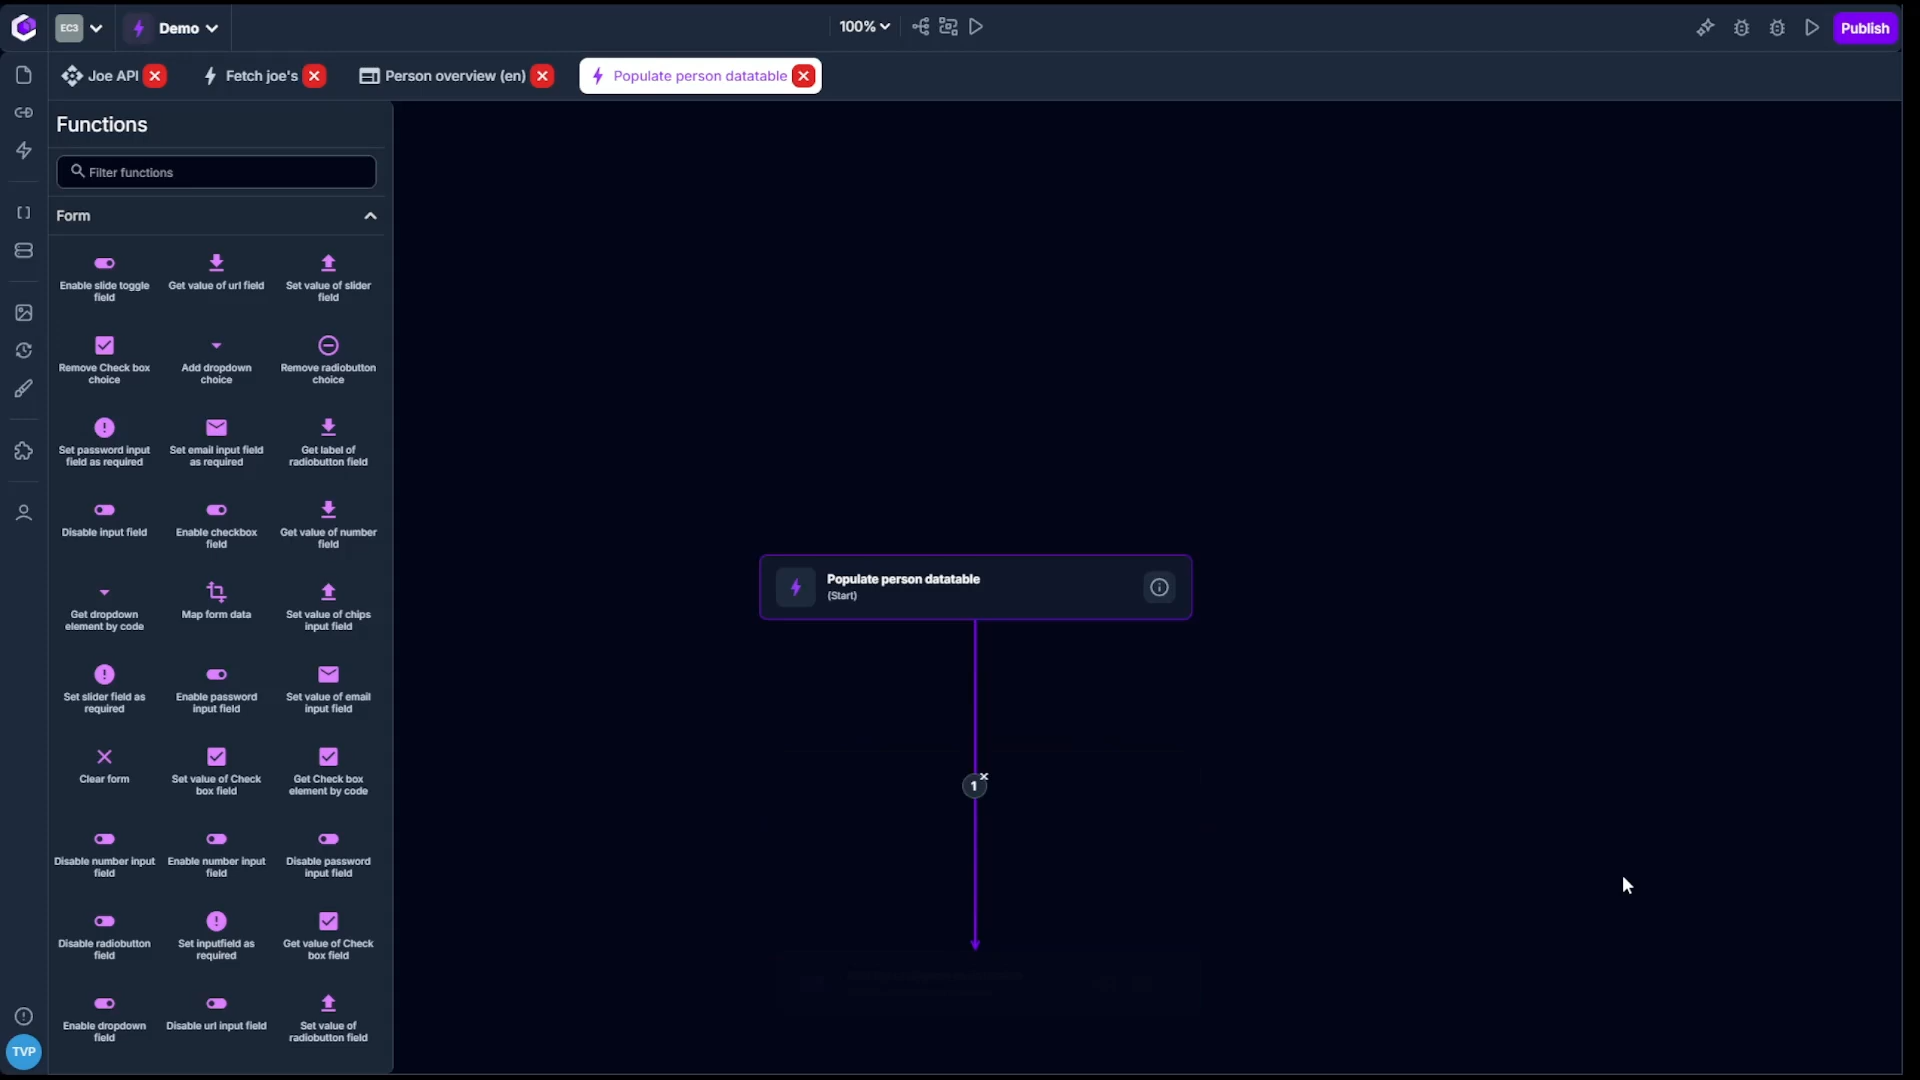 EC3
Demo
100%
Publish
Joe API
Fetch joe's
Person overview (en)
Populate person datatable
Functions
Filter functions
Form
Enable slide toggle
field
Get value of url field
Set value of slider
field
Remove Check box
choice
Add dropdown
choice
Remove radiobutton
choice
Set password input
field as required
Set email input field
as required
Get label of
radiobutton field
Disable input field
Enable checkbox
field
Get value of number
field
Get dropdown
element by code
Map form data
Set value of chips
input field
Set slider field as
required
Enable password
input field
Set value of email
input field
Clear form
Set value of Check
box field
Get Check box
element by code
Disable number input
field
Enable number input
field
Disable password
input field
Disable radiobutton
field
Set inputfield as
required
Get value of Check
box field
Enable dropdown
field
Disable url input field
Set value of
radiobutton field
Populate person datatable
(Start)
1
TVP